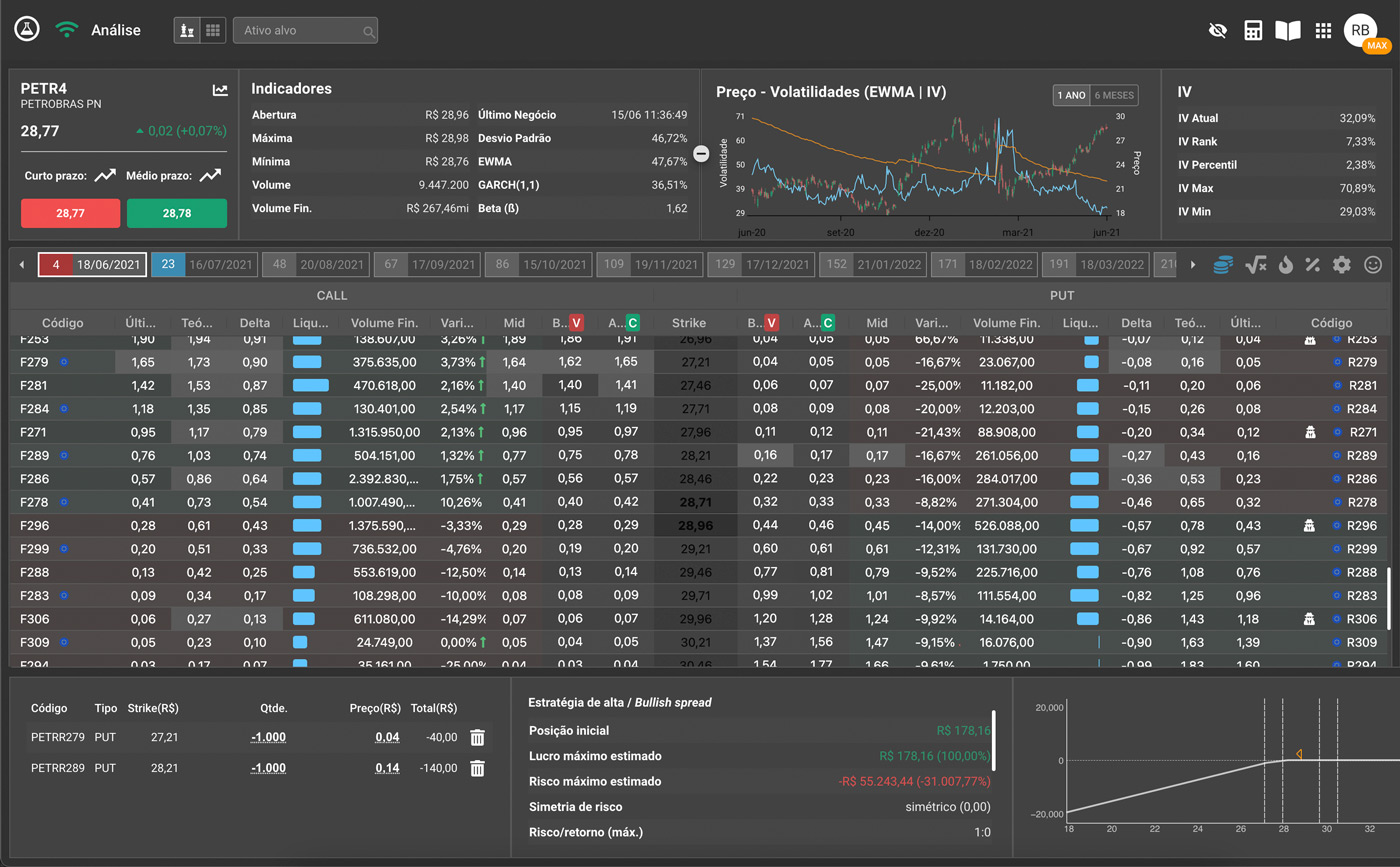 Análise
Ativo alvo
RB
MAX
PETR4
PETROBRAS PN
28,77
0,02 (+0,07%)
Curto prazo: Médio prazo:
28,77 28,78
Indicadores
Abertura R$ 28,96 Último Negócio 15/06 11:36:49
Máxima R$ 28,98 Desvio Padrão 46,72%
Mínima R$ 28,76 EWMA 47,67%
Volume 9.447.200 GARCH(1,1) 36,51%
Volume Fin. R$ 267,46mi Beta (ß) 1,62
Preço - Volatilidades (EWMA | IV)
1 ANO 6 MESES
Volatilidade
71
60
50
39
29
30
27
24
21
18
Preço
jun-20 set-20 dez-20 mar-21 jun-21
IV
IV Atual 32,09%
IV Rank 7,33%
IV Percentil 2,38%
IV Max 70,89%
IV Min 29,03%
4 18/06/2021 23 16/07/2021 48 20/08/2021 67 17/09/2021 86 15/10/2021 109 19/11/2021 129 17/12/2021 152 21/01/2022 171 18/02/2022 191 18/03/2022
CALL PUT
Código Últi... Teó... Delta Liqu... Volume Fin. Vari... Mid B... V A... C Strike B... V A... C Mid Vari... Volume Fin. Liqu... Delta Teó... Últi... Código
F253 1,90 1,94 0,91 138.607,00 3,26% 1,89 1,86 1,91 26,96 0,04 0,05 0,05 66,67% 11.338,00 -0,07 0,12 0,04 R253
F279 1,65 1,73 0,90 375.635,00 3,73% 1,64 1,62 1,65 27,21 0,04 0,05 0,05 -16,67% 23.067,00 -0,08 0,16 0,05 R279
F281 1,42 1,53 0,87 470.618,00 2,16% 1,40 1,40 1,41 27,46 0,06 0,07 0,07 -25,00% 11.182,00 -0,11 0,20 0,06 R281
F284 1,18 1,35 0,85 130.401,00 2,54% 1,17 1,15 1,19 27,71 0,08 0,09 0,08 -20,00% 12.203,00 -0,15 0,26 0,08 R284
F271 0,95 1,17 0,79 1.315.950,00 2,13% 0,96 0,95 0,97 27,96 0,11 0,12 0,11 -21,43% 88.908,00 -0,20 0,34 0,12 R271
F289 0,76 1,03 0,74 504.151,00 1,32% 0,77 0,75 0,78 28,21 0,16 0,17 0,17 -16,67% 261.056,00 -0,27 0,43 0,16 R289
F286 0,57 0,86 0,64 2.392.830,... 1,75% 0,57 0,56 0,57 28,46 0,22 0,23 0,23 -16,00% 284.017,00 -0,36 0,53 0,23 R286
F278 0,41 0,73 0,54 1.007.490,... 10,26% 0,41 0,40 0,42 28,71 0,32 0,33 0,33 -8,82% 271.304,00 -0,46 0,65 0,32 R278
F296 0,28 0,61 0,43 1.375.590,... -3,33% 0,29 0,28 0,29 28,96 0,44 0,46 0,45 -14,00% 526.088,00 -0,57 0,78 0,43 R296
F299 0,20 0,51 0,33 736.532,00 -4,76% 0,20 0,19 0,20 29,21 0,60 0,61 0,61 -12,31% 131.730,00 -0,67 0,92 0,57 R299
F288 0,13 0,42 0,25 553.619,00 -12,50% 0,14 0,13 0,14 29,46 0,77 0,81 0,79 -9,52% 225.716,00 -0,76 1,08 0,76 R288
F283 0,09 0,34 0,17 108.298,00 -10,00% 0,08 0,08 0,09 29,71 0,99 1,02 1,01 -8,57% 111.554,00 -0,82 1,25 0,96 R283
F306 0,06 0,27 0,13 611.080,00 -14,29% 0,07 0,06 0,07 29,96 1,20 1,28 1,24 -9,92% 14.164,00 -0,86 1,43 1,18 R306
F309 0,05 0,23 0,10 24.749,00 0,00% 0,05 0,04 0,05 30,21 1,37 1,56 1,47 -9,15% 16.076,00 -0,90 1,63 1,39 R309
F294 0,03 0,17 0,07 35.161,00 -25,00% 0,04 0,03 0,04 30,46 1,54 1,77 1,66 -9,61% 1.750,00 -0,99 1,83 1,60 R294
Código Tipo Strike(R$) Qtde. Preço(R$) Total(R$)
PETRR279 PUT 27,21 -1.000 0,04 -40,00
PETRR289 PUT 28,21 -1.000 0,14 -140,00
Estratégia de alta / Bullish spread
Posição inicial R$ 178,16
Lucro máximo estimado R$ 178,16 (100,00%)
Risco máximo estimado -R$ 55.243,44 (-31.007,77%)
Simetria de risco simétrico (0,00)
Risco/retorno (máx.) 1:0
20,000
0
−20,000
18 20 22 24 26 28 30 32